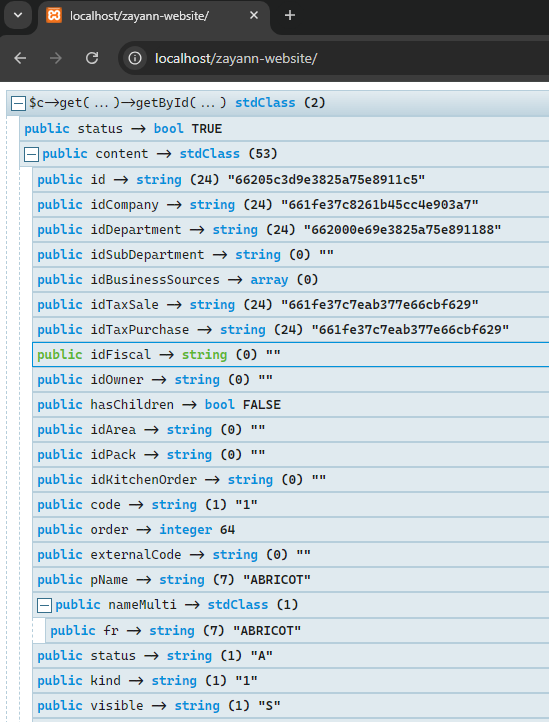 localhost/zayann-website/
localhost/zayann-website/
$c→get(...)→getById(...) stdClass (2)
public status → bool TRUE
public content → stdClass (53)
public id → string (24) "66205c3d9e3825a75e8911c5"
public idCompany → string (24) "661fe37c8261b45cc4e903a7"
public idDepartment → string (24) "662000e69e3825a75e891188"
public idSubDepartment → string (0) ""
public idBusinessSources → array (0)
public idTaxSale → string (24) "661fe37c7eab377e66cbf629"
public idTaxPurchase → string (24) "661fe37c7eab377e66cbf629"
public idFiscal → string (0) ""
public idOwner → string (0) ""
public hasChildren → bool FALSE
public idArea → string (0) ""
public idPack → string (0) ""
public idKitchenOrder → string (0) ""
public code → string (1) "1"
public order → integer 64
public externalCode → string (0) ""
public pName → string (7) "ABRICOT"
public nameMulti → stdClass (1)
public fr → string (7) "ABRICOT"
public status → string (1) "A"
public kind → string (1) "1"
public visible → string (1) "S"